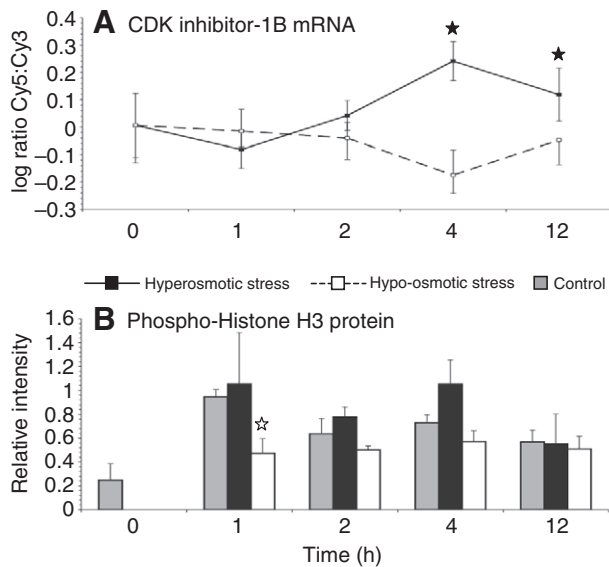 A CDK inhibitor-1B mRNA
log ratio Cy5:Cy3
0.4
0.3
0.2
0.1
0
–0.1
–0.2
–0.3
0 1 2 4 12
Hyperosmotic stress Hypo-osmotic stress Control
B Phospho-Histone H3 protein
Relative intensity
1.6
1.4
1.2
1
0.8
0.6
0.4
0.2
0
0 1 2 4 12
Time (h)